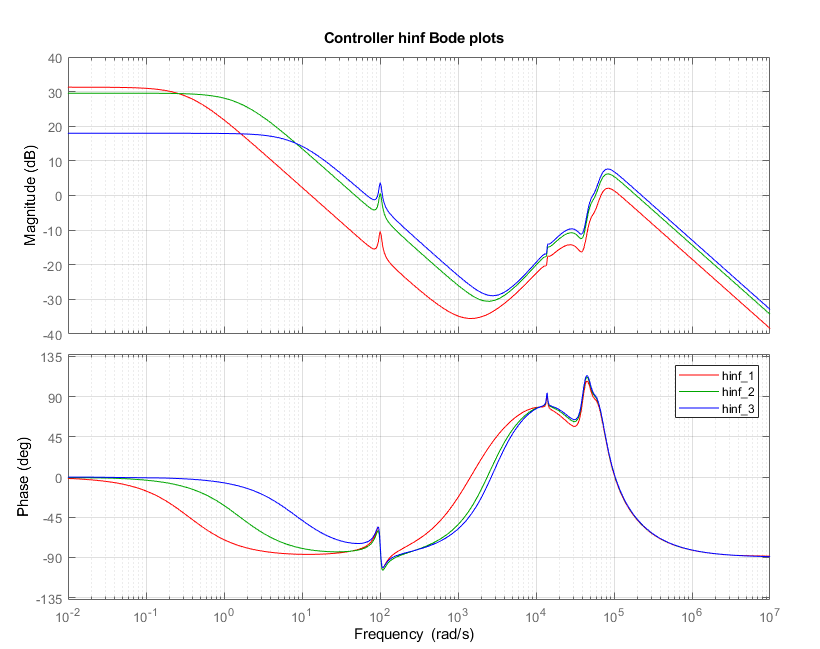 Controller hinf Bode plots
Magnitude (dB)
40
30
20
10
0
-10
-20
-30
-40
Phase (deg)
135
90
45
0
-45
-90
-135
hinf_1
hinf_2
hinf_3
10^-2 10^-1 10^0 10^1 10^2 10^3 10^4 10^5 10^6 10^7
Frequency (rad/s)